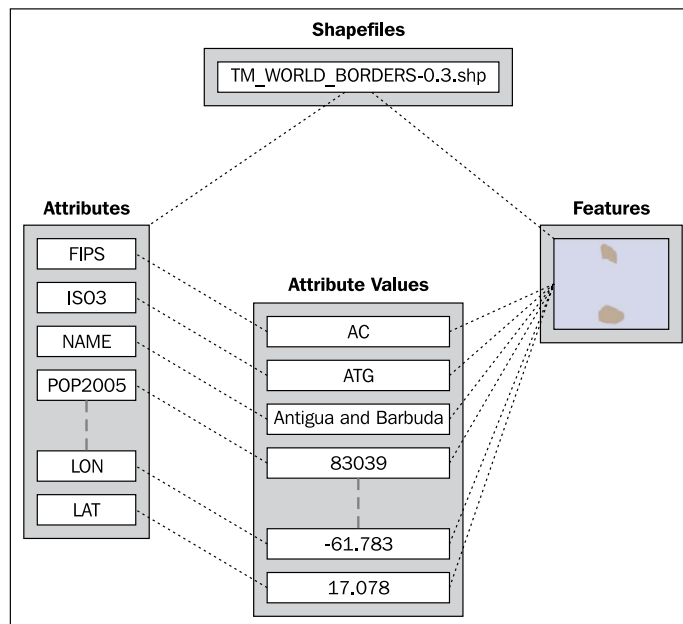 Shapefiles
TM_WORLD_BORDERS-0.3.shp
Attributes
FIPS
ISO3
NAME
POP2005
LON
LAT
Attribute Values
AC
ATG
Antigua and Barbuda
83039
-61.783
17.078
Features